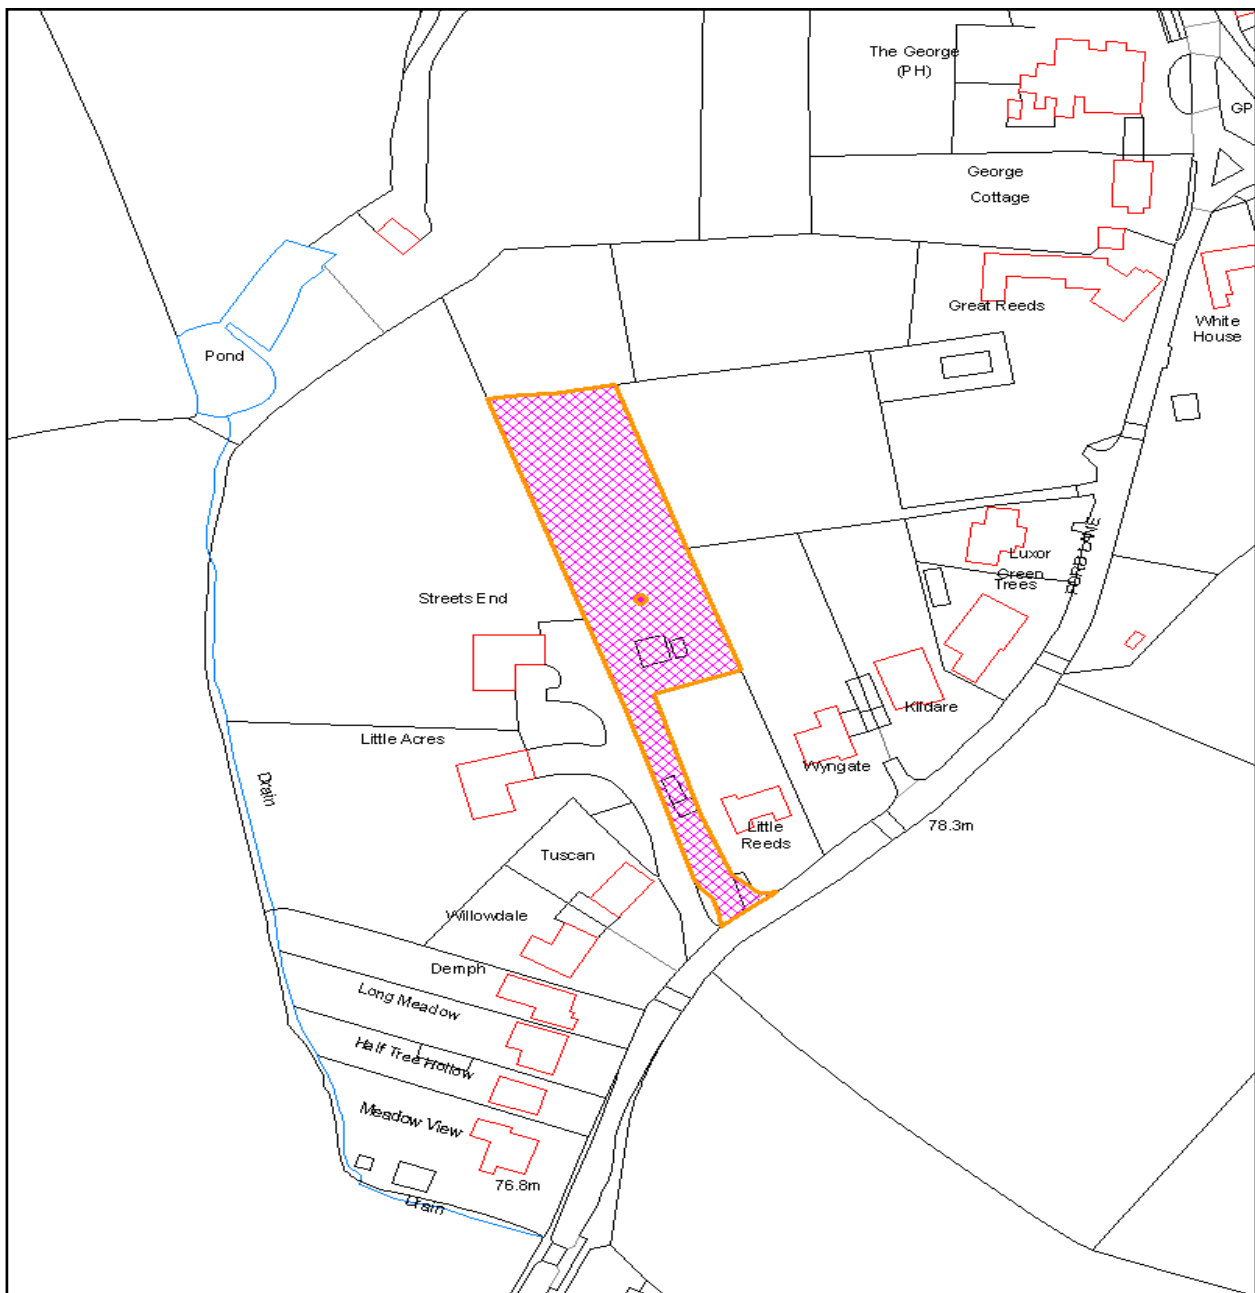 The George
(PH)
GP
George
Cottage
Great Reeds
White
House
Pond
Luxor
Green
Trees
FORD LANE
Streets End
Kildare
Little Acres
Wyngate
Drain
78.3m
Little
Reeds
Tuscan
Willowdale
Demph
Long Meadow
Half Tree Hollow
Meadow View
76.8m
Drain